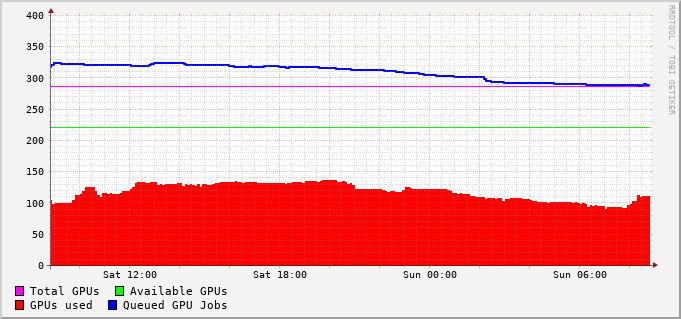 400
350
300
250
200
150
100
50
0
Sat 12:00 Sat 18:00 Sun 00:00 Sun 06:00
Total GPUs Available GPUs
GPUs used Queued GPU Jobs
RRDTOOL / TOBI OETIKER